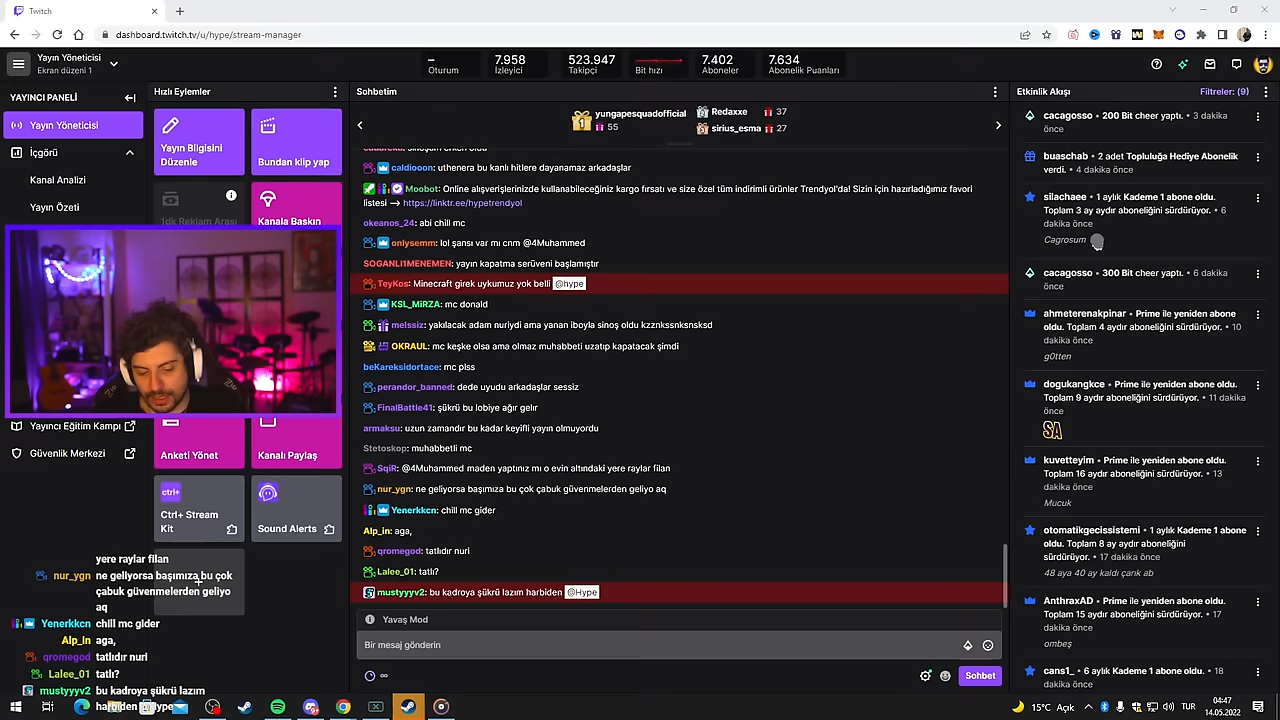 Twitch
dashboard.twitch.tv/u/hype/stream-manager
Yayın Yöneticisi
Ekran düzeni 1
–
Oturum
7.958
İzleyici
523.947
Takipçi
Bit hızı
7.402
Aboneler
7.634
Abonelik Puanları
YAYINCI PANELİ
Yayın Yöneticisi
İçgörü
Kanal Analizi
Yayın Özeti
Yayıncı Eğitim Kampı
Güvenlik Merkezi
Hızlı Eylemler
Yayın Bilgisini
Düzenle
Bundan klip yap
1dk Reklam Arası
Kanala Baskın
Anketi Yönet
Kanalı Paylaş
ctrl+
Ctrl+ Stream
Kit
Sound Alerts
yere raylar filan
nur_ygn ne geliyorsa başımıza bu çok
çabuk güvenmelerden geliyo
aq
Yenerkkcn chill mc gider
Alp_in aga,
qromegod tatlıdır nuri
Lalee_01 tatlı?
mustyyyv2 bu kadroya şükrü lazım
harbiden
Sohbetim
1
yungapesquadofficial
55
Redaxxe 37
sirius_esma 27
caldiooon: uthenera bu kanlı hitlere dayanamaz arkadaşlar
Moobot: Online alışverişlerinizde kullanabileceğiniz kargo fırsatı ve size özel tüm indirimli ürünler Trendyol'da! Sizin için hazırladığımız favori
listesi –> https://linktr.ee/hypetrendyol
okeanos_24: abi chill mc
onlysemm: lol şansı var mı cnm @4Muhammed
SOGANLI1MENEMEN: yayın kapatma serüveni başlamıştır
TeyKos: Minecraft girek uykumuz yok belli @hype
KSL_MiRZA: mc donald
melssiz: yakılacak adam nuriydi ama yanan iboyla sinoş oldu kzznkssnksnsksd
OKRAUL: mc keşke olsa ama olmaz muhabbeti uzatıp kapatacak şimdi
beKareksidortace: mc plss
perandor_banned: dede uyudu arkadaşlar sessiz
FinalBattle41: şükrü bu lobiye ağır gelir
armaksu: uzun zamandır bu kadar keyifli yayın olmuyordu
Stetoskop: muhabbetli mc
SqiR: @4Muhammed maden yaptınız mı o evin altındaki yere raylar filan
nur_ygn: ne geliyorsa başımıza bu çok çabuk güvenmelerden geliyo aq
Yenerkkcn: chill mc gider
Alp_in: aga,
qromegod: tatlıdır nuri
Lalee_01: tatlı?
mustyyyv2: bu kadroya şükrü lazım harbiden @Hype
Yavaş Mod
Bir mesaj gönderin
∞
Sohbet
Etkinlik Akışı
Filtreler: (9)
cacagosso • 200 Bit cheer yaptı. • 3 dakika
önce
buaschab • 2 adet Topluluğa Hediye Abonelik
verdi. • 4 dakika önce
silachaee • 1 aylık Kademe 1 abone oldu.
Toplam 3 ay aydır aboneliğini sürdürüyor. • 6
dakika önce
Cagrosum
cacagosso • 300 Bit cheer yaptı. • 6 dakika
önce
ahmeterenakpinar • Prime ile yeniden abone
oldu. Toplam 4 aydır aboneliğini sürdürüyor. • 10
dakika önce
g0tten
dogukangkce • Prime ile yeniden abone oldu.
Toplam 9 aydır aboneliğini sürdürüyor. • 11 dakika
önce
SA
kuvetteyim • Prime ile yeniden abone oldu.
Toplam 16 aydır aboneliğini sürdürüyor. • 13
dakika önce
Mucuk
otomatikgecissistemi • 1 aylık Kademe 1 abone
oldu. Toplam 8 ay aydır aboneliğini
sürdürüyor. • 17 dakika önce
48 aya 40 ay kaldı çarık ab
AnthraxAD • Prime ile yeniden abone oldu.
Toplam 15 aydır aboneliğini sürdürüyor. • 17
dakika önce
ombeş
cans1_ • 6 aylık Kademe 1 abone oldu. • 18
dakika önce
15°C Açık
TUR
04:47
14.05.2022